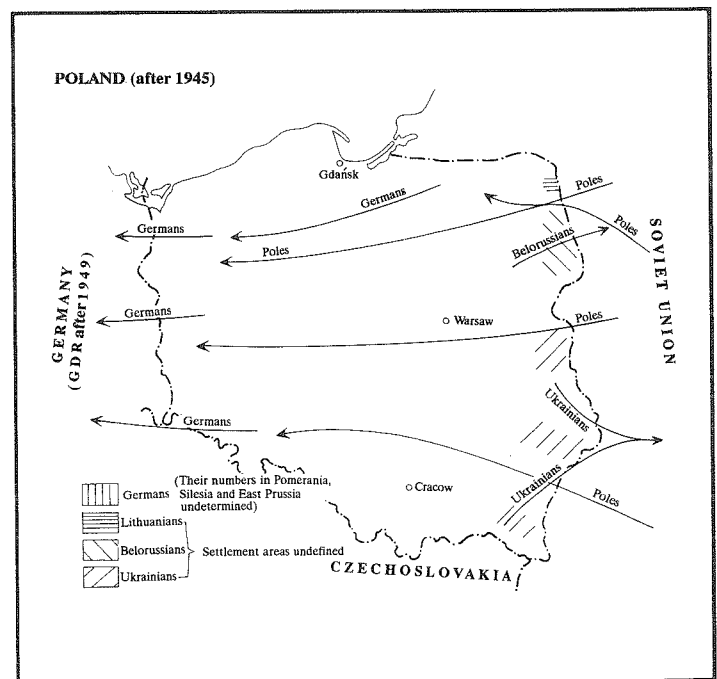 POLAND (after 1945)
Gdańsk
Poles
Germans
Poles
Germans
Poles
Belorussians
SOVIET UNION
GERMANY
(GDR after 1949)
Germans
Warsaw
Poles
Ukrainians
Germans
Ukrainians
Cracow
Poles
Germans
(Their numbers in Pomerania,
Silesia and East Prussia
undetermined)
Lithuanians
Belorussians
Settlement areas undefined
Ukrainians
CZECHOSLOVAKIA